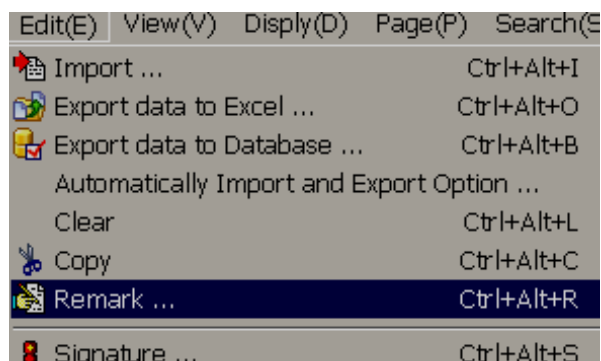 Edit(E) View(V) Disply(D) Page(P) Search(S
Import ... Ctrl+Alt+I
Export data to Excel ... Ctrl+Alt+O
Export data to Database ... Ctrl+Alt+B
Automatically Import and Export Option ...
Clear Ctrl+Alt+L
Copy Ctrl+Alt+C
Remark ... Ctrl+Alt+R
Signature ... Ctrl+Alt+S